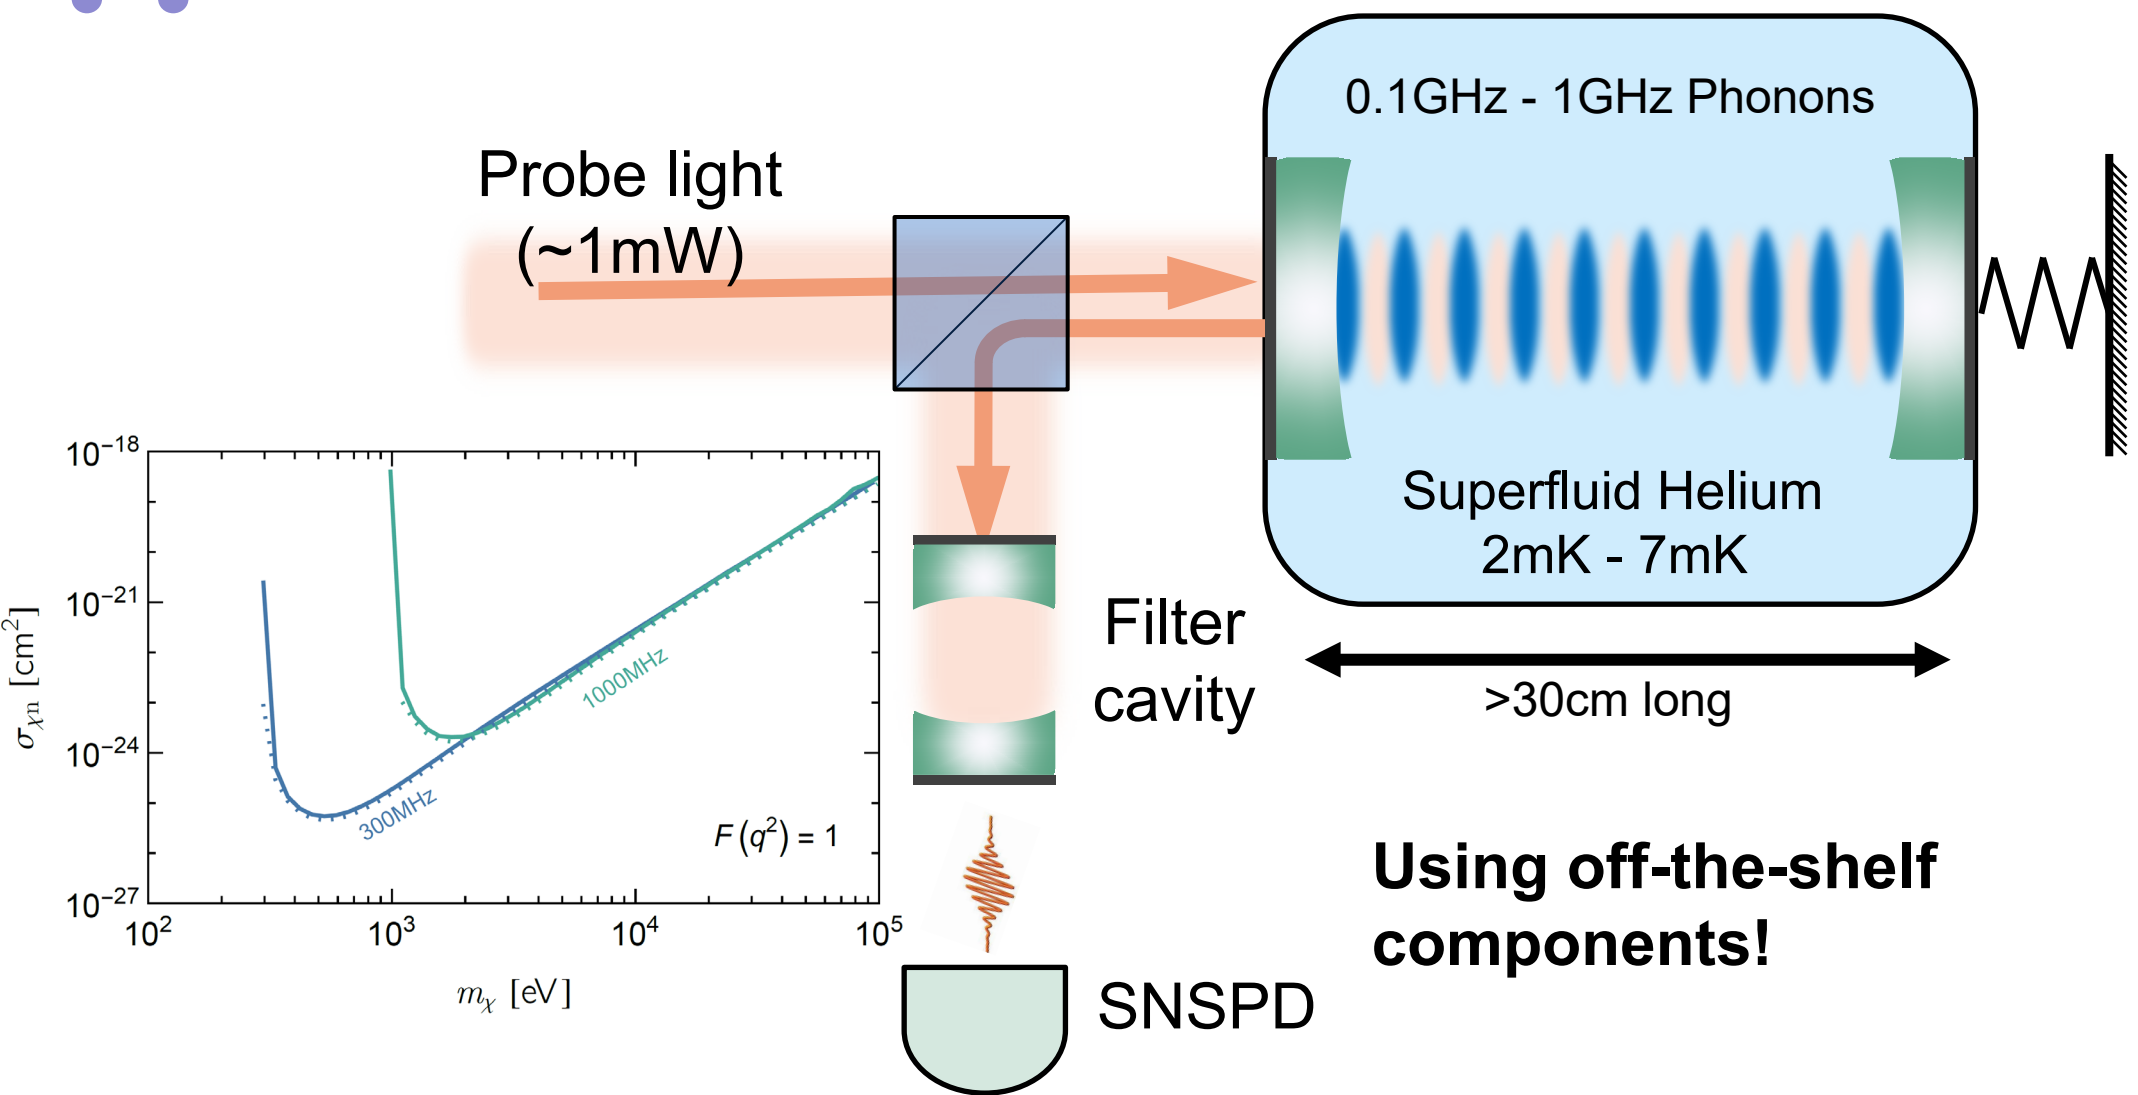 0.1GHz - 1GHz Phonons
Probe light
(~1mW)
Superfluid Helium
2mK - 7mK
>30cm long
Filter
cavity
SNSPD
Using off-the-shelf
components!
10⁻¹⁸
10⁻²¹
10⁻²⁴
10⁻²⁷
σχn [cm²]
1000MHz
300MHz
F(q²) = 1
10² 10³ 10⁴ 10⁵
mχ [eV]